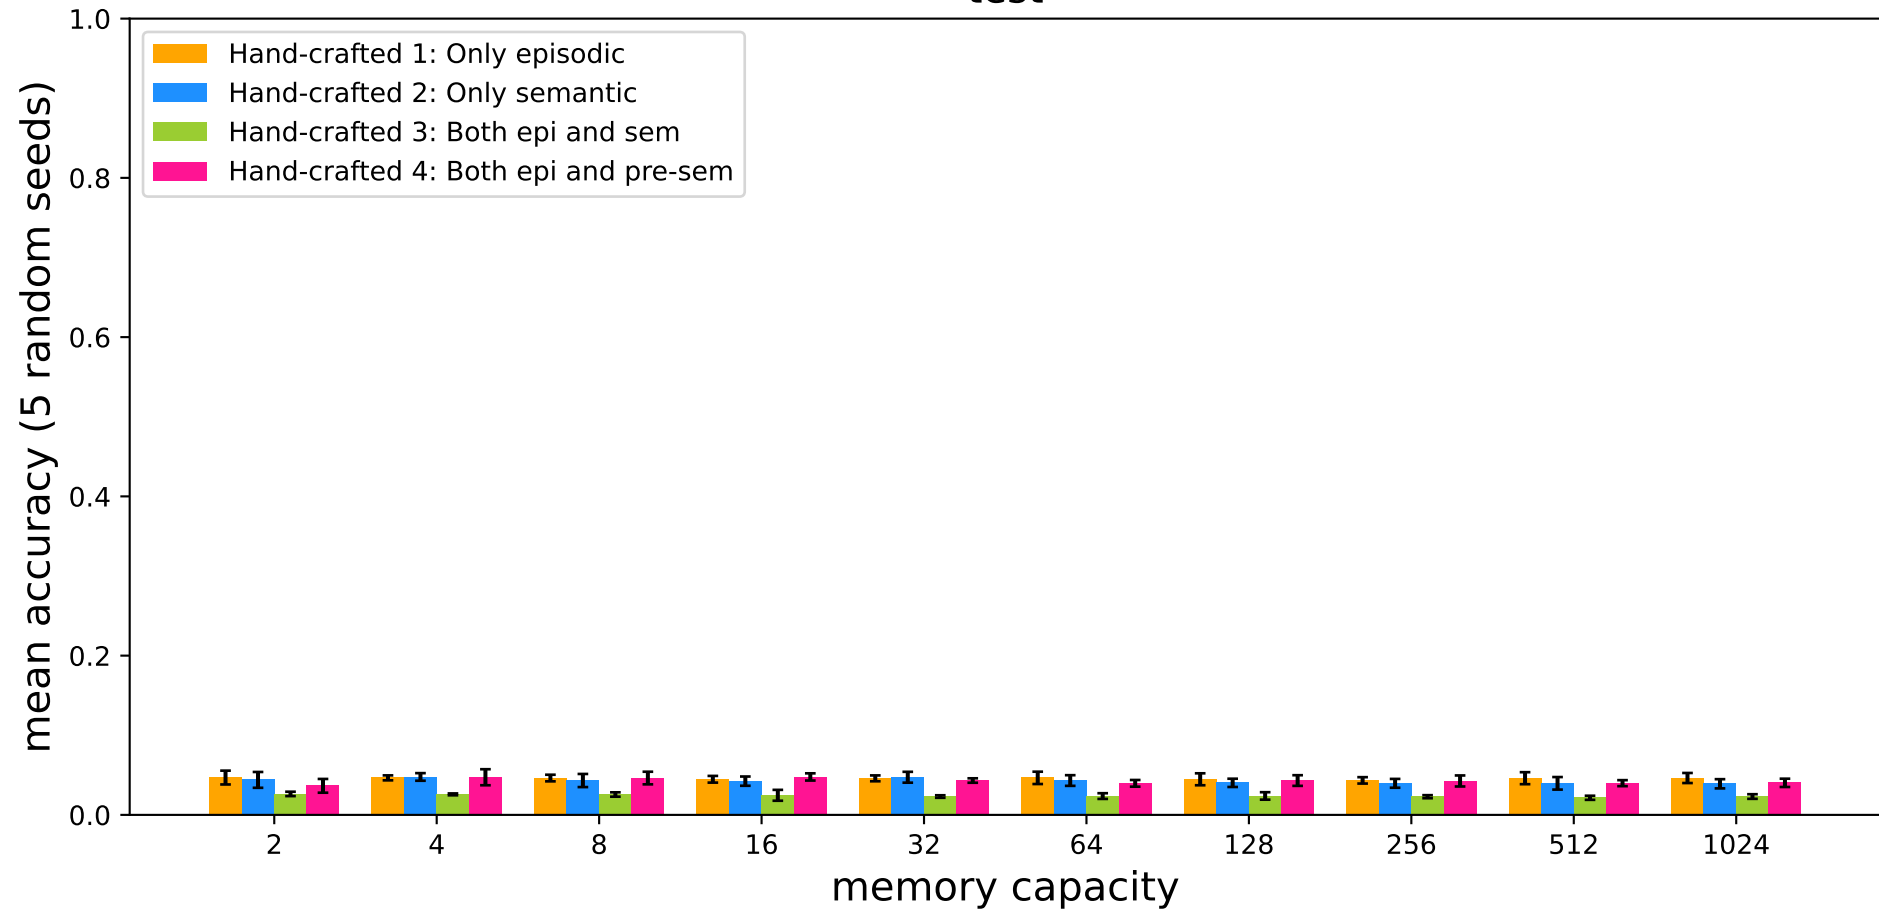 test
1.0
Hand-crafted 1: Only episodic
Hand-crafted 2: Only semantic
Hand-crafted 3: Both epi and sem
Hand-crafted 4: Both epi and pre-sem
0.8
0.6
0.4
0.2
0.0
mean accuracy (5 random seeds)
2 4 8 16 32 64 128 256 512 1024
memory capacity